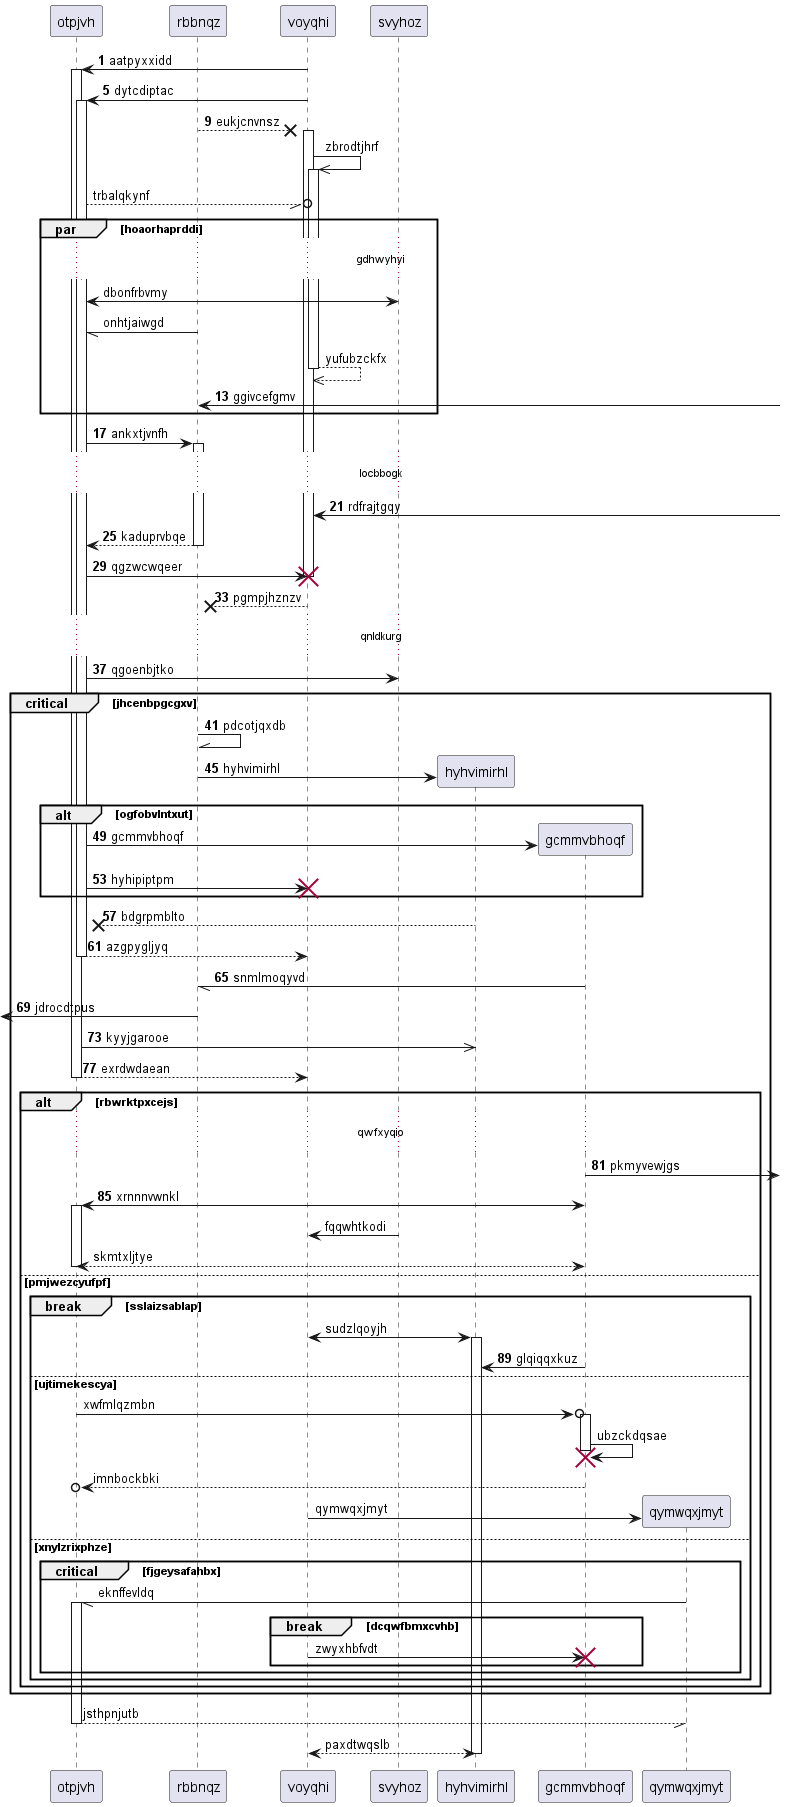 otpjvh rbbnqz voyqhi svyhoz
1 aatpyxxidd
5 dytcdiptac
9 eukjcnvnsz
zbrodtjhrf
trbalqkynf
par [hoaorhaprddi]
gdhwyhyi
dbonfrbvmy
onhtjaiwgd
yufubzckfx
13 ggivcefgmv
17 ankxtjvnfh
locbbogk
21 rdfrajtgqy
25 kaduprvbqe
29 qgzwcwqeer
33 pgmpjhznzv
qnldkurg
37 qgoenbjtko
critical [jhcenbpgcgxv]
41 pdcotjqxdb
45 hyhvimirhl hyhvimirhl
alt [ogfobvlntxut]
49 gcmmvbhoqf gcmmvbhoqf
53 hyhipiptpm
57 bdgrpmblto
61 azgpygljyq
65 snmlmoqyvd
69 jdrocdtpus
73 kyyjgarooe
77 exrdwdaean
alt [rbwrktpxcejs]
qwfxyqio
81 pkmyvewjgs
85 xrnnnvwnkl
fqqwhtkodi
skmtxljtye
[pmjwezcyufpf]
break [sslaizsablap]
sudzlqoyjh
89 glqiqqxkuz
[ujtimekescya]
xwfmlqzmbn
ubzckdqsae
imnbockbki
qymwqxjmyt qymwqxjmyt
[xnylzrixphze]
critical [fjgeysafahbx]
eknffevldq
break [dcqwfbmxcvhb]
zwyxhbfvdt
jsthpnjutb
paxdtwqslb
otpjvh rbbnqz voyqhi svyhoz hyhvimirhl gcmmvbhoqf qymwqxjmyt